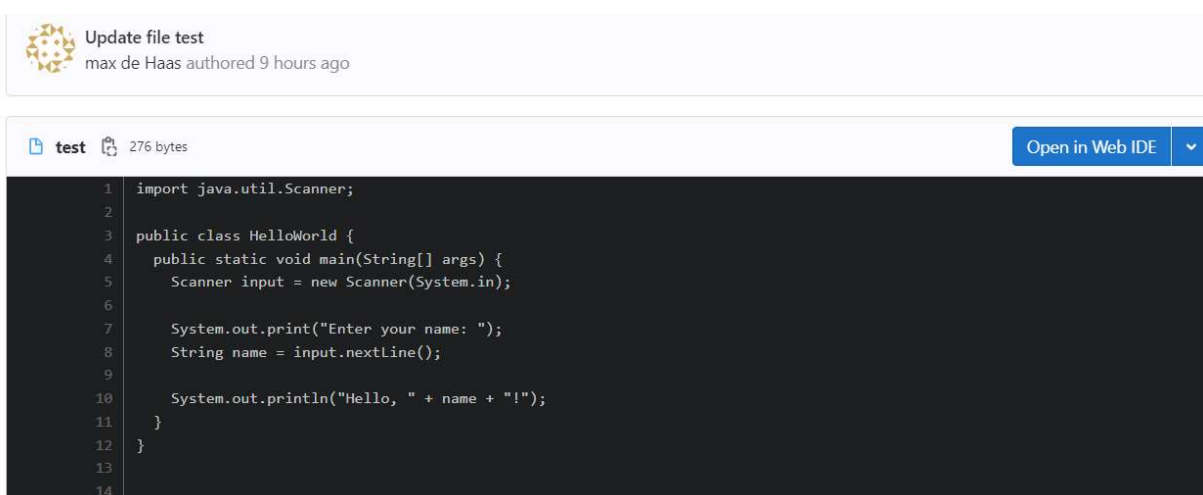 Update file test
max de Haas authored 9 hours ago
test 276 bytes Open in Web IDE
1 import java.util.Scanner;
2
3 public class HelloWorld {
4   public static void main(String[] args) {
5     Scanner input = new Scanner(System.in);
6
7     System.out.print("Enter your name: ");
8     String name = input.nextLine();
9
10     System.out.println("Hello, " + name + "!");
11   }
12 }
13
14